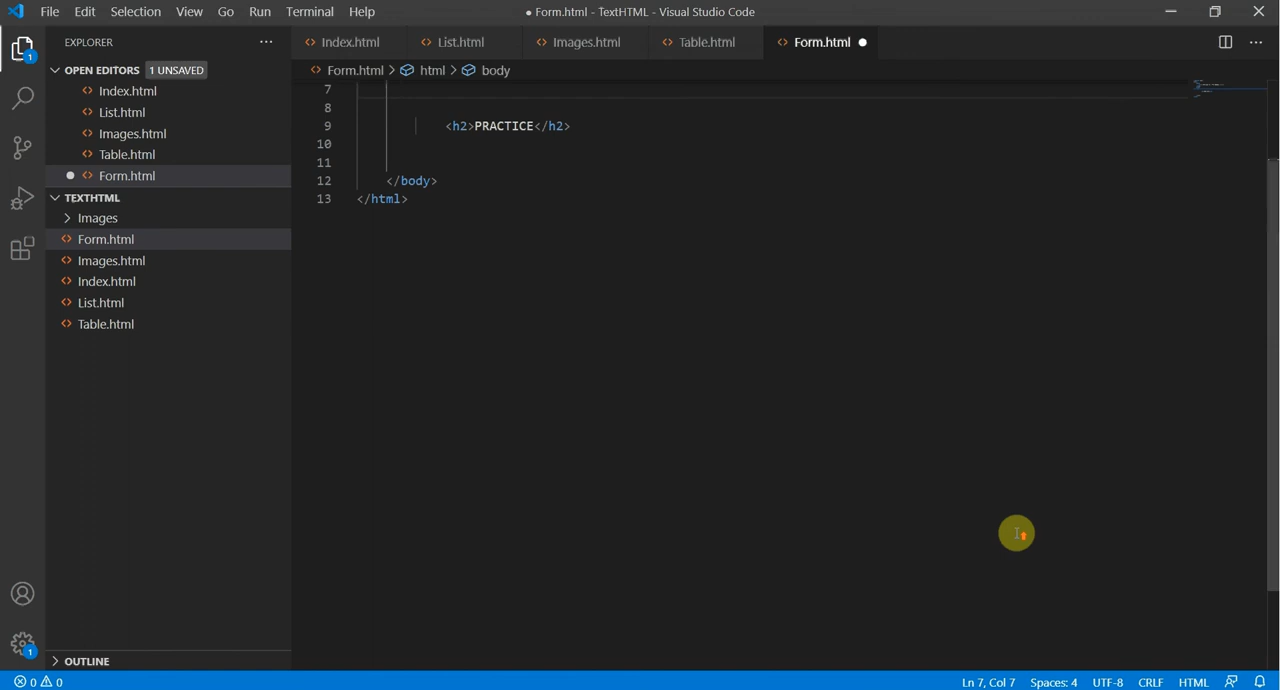 File Edit Selection View Go Run Terminal Help ● Form.html - TextHTML - Visual Studio Code
EXPLORER
Index.html List.html Images.html Table.html Form.html
OPEN EDITORS 1 UNSAVED
Form.html > html > body
Index.html
List.html
Images.html
Table.html
Form.html
TEXTHTML
Images
Form.html
Images.html
Index.html
List.html
Table.html
7
8
9 <h2>PRACTICE</h2>
10
11
12 </body>
13 </html>
1
1
OUTLINE
0 0 Ln 7, Col 7 Spaces: 4 UTF-8 CRLF HTML